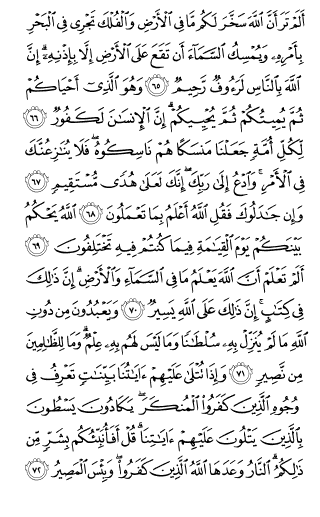 أَلَمْ تَرَ أَنَّ ٱللَّهَ سَخَّرَ لَكُم مَّا فِى ٱلْأَرْضِ وَٱلْفُلْكَ تَجْرِى فِى ٱلْبَحْرِ
بِأَمْرِهِۦ وَيُمْسِكُ ٱلسَّمَآءَ أَن تَقَعَ عَلَى ٱلْأَرْضِ إِلَّا بِإِذْنِهِۦٓ ۗ إِنَّ
ٱللَّهَ بِٱلنَّاسِ لَرَءُوفٌ رَّحِيمٌ ﴿٦٥﴾ وَهُوَ ٱلَّذِىٓ أَحْيَاكُمْ
ثُمَّ يُمِيتُكُمْ ثُمَّ يُحْيِيكُمْ ۗ إِنَّ ٱلْإِنسَٰنَ لَكَفُورٌ ﴿٦٦﴾
لِّكُلِّ أُمَّةٍ جَعَلْنَا مَنسَكًا هُمْ نَاسِكُوهُ ۖ فَلَا يُنَٰزِعُنَّكَ
فِى ٱلْأَمْرِ ۚ وَٱدْعُ إِلَىٰ رَبِّكَ ۖ إِنَّكَ لَعَلَىٰ هُدًى مُّسْتَقِيمٍ ﴿٦٧﴾
وَإِن جَٰدَلُوكَ فَقُلِ ٱللَّهُ أَعْلَمُ بِمَا تَعْمَلُونَ ﴿٦٨﴾ ٱللَّهُ يَحْكُمُ
بَيْنَكُمْ يَوْمَ ٱلْقِيَٰمَةِ فِيمَا كُنتُمْ فِيهِ تَخْتَلِفُونَ ﴿٦٩﴾
أَلَمْ تَعْلَمْ أَنَّ ٱللَّهَ يَعْلَمُ مَا فِى ٱلسَّمَآءِ وَٱلْأَرْضِ ۗ إِنَّ ذَٰلِكَ
فِى كِتَٰبٍ ۚ إِنَّ ذَٰلِكَ عَلَى ٱللَّهِ يَسِيرٌ ﴿٧٠﴾ وَيَعْبُدُونَ مِن دُونِ
ٱللَّهِ مَا لَمْ يُنَزِّلْ بِهِۦ سُلْطَٰنًا وَمَا لَيْسَ لَهُم بِهِۦ عِلْمٌ ۗ وَمَا لِلظَّٰلِمِينَ
مِن نَّصِيرٍ ﴿٧١﴾ وَإِذَا تُتْلَىٰ عَلَيْهِمْ ءَايَٰتُنَا بَيِّنَٰتٍ تَعْرِفُ فِى
وُجُوهِ ٱلَّذِينَ كَفَرُوا۟ ٱلْمُنكَرَ ۖ يَكَادُونَ يَسْطُونَ
بِٱلَّذِينَ يَتْلُونَ عَلَيْهِمْ ءَايَٰتِنَا ۗ قُلْ أَفَأُنَبِّئُكُم بِشَرٍّ مِّن
ذَٰلِكُمُ ۗ ٱلنَّارُ وَعَدَهَا ٱللَّهُ ٱلَّذِينَ كَفَرُوا۟ ۖ وَبِئْسَ ٱلْمَصِيرُ ﴿٧٢﴾